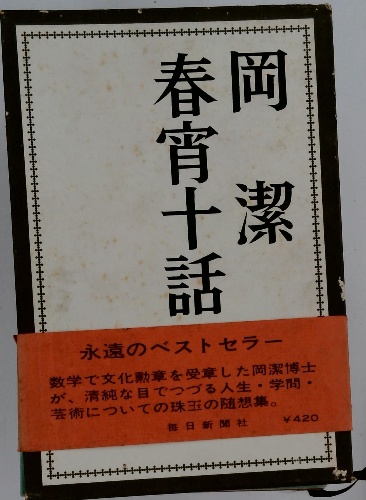 岡潔
春宵十話
永遠のベストセラー
数学で文化勲章を受章した岡潔博士
が、清純な目でつづる人生・学問・
芸術についての珠玉の随想集。
毎日新聞社 ¥420